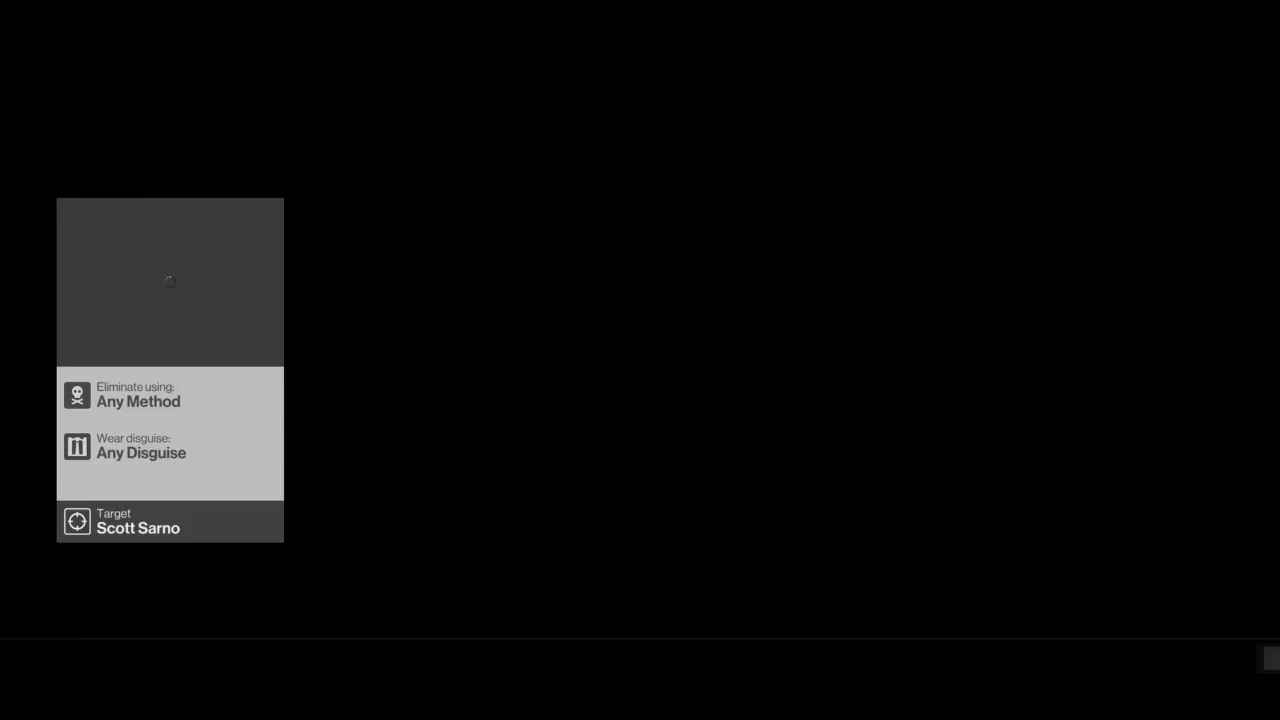 Eliminate using:
Any Method
Wear disguise:
Any Disguise
Target
Scott Sarno